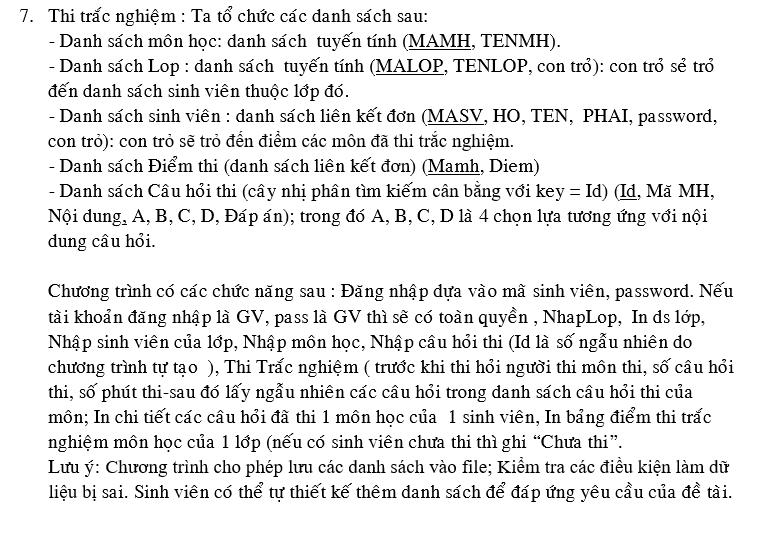 7. Thi trắc nghiệm : Ta tổ chức các danh sách sau:
- Danh sách môn học: danh sách tuyến tính (MAMH, TENMH).
- Danh sách Lop : danh sách tuyến tính (MALOP, TENLOP, con trỏ): con trỏ sẻ trỏ
đến danh sách sinh viên thuộc lớp đó.
- Danh sách sinh viên : danh sách liên kết đơn (MASV, HO, TEN, PHAI, password,
con trỏ): con trỏ sẽ trỏ đến điểm các môn đã thi trắc nghiệm.
- Danh sách Điểm thi (danh sách liên kết đơn) (Mamh, Diem)
- Danh sách Câu hỏi thi (cây nhị phân tìm kiếm cân bằng với key = Id) (Id, Mã MH,
Nội dung, A, B, C, D, Đáp án); trong đó A, B, C, D là 4 chọn lựa tương ứng với nội
dung câu hỏi.
Chương trình có các chức năng sau : Đăng nhập dựa vào mã sinh viên, password. Nếu
tài khoản đăng nhập là GV, pass là GV thì sẽ có toàn quyền , NhapLop, In ds lớp,
Nhập sinh viên của lớp, Nhập môn học, Nhập câu hỏi thi (Id là số ngẫu nhiên do
chương trình tự tạo ), Thi Trắc nghiệm ( trước khi thi hỏi người thi môn thi, số câu hỏi
thi, số phút thi-sau đó lấy ngẫu nhiên các câu hỏi trong danh sách câu hỏi thi của
môn; In chi tiết các câu hỏi đã thi 1 môn học của 1 sinh viên, In bảng điểm thi trắc
nghiệm môn học của 1 lớp (nếu có sinh viên chưa thi thì ghi “Chưa thi”.
Lưu ý: Chương trình cho phép lưu các danh sách vào file; Kiểm tra các điều kiện làm dữ
liệu bị sai. Sinh viên có thể tự thiết kế thêm danh sách để đáp ứng yêu cầu của đề tài.